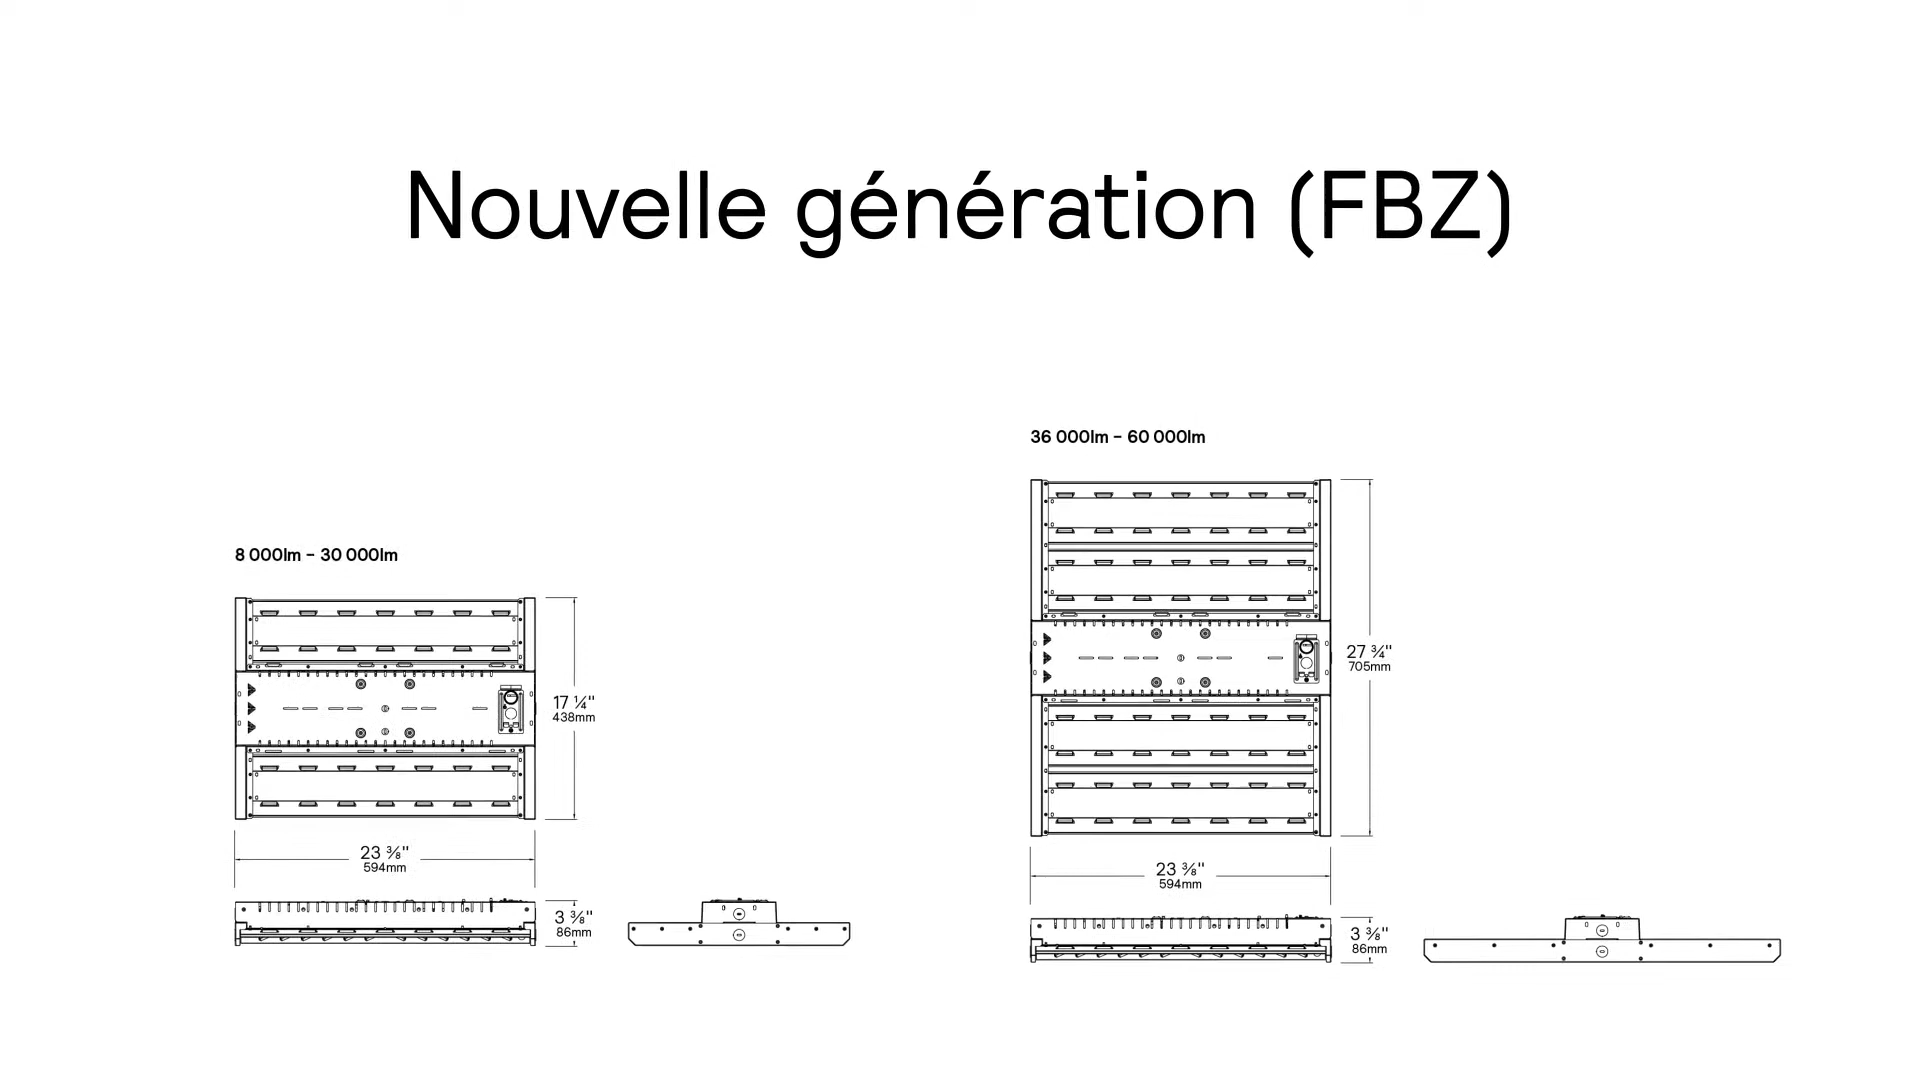 Nouvelle génération (FBZ)
8 000lm – 30 000lm
17 ¼"
438mm
23 ⅜"
594mm
3 ⅜"
86mm
36 000lm – 60 000lm
27 ¾"
705mm
23 ⅜"
594mm
3 ⅜"
86mm